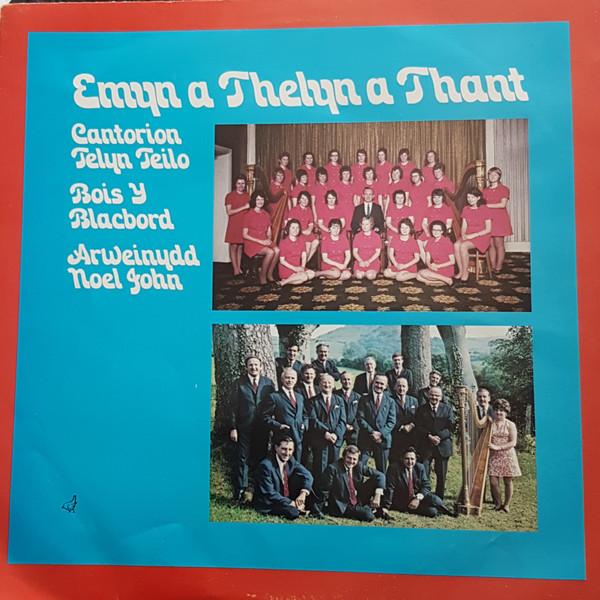 Emyn a Thelyn a Thant
Cantorion
Telyn Teilo
Bois Y
Blacbord
Arweinydd
Noel John